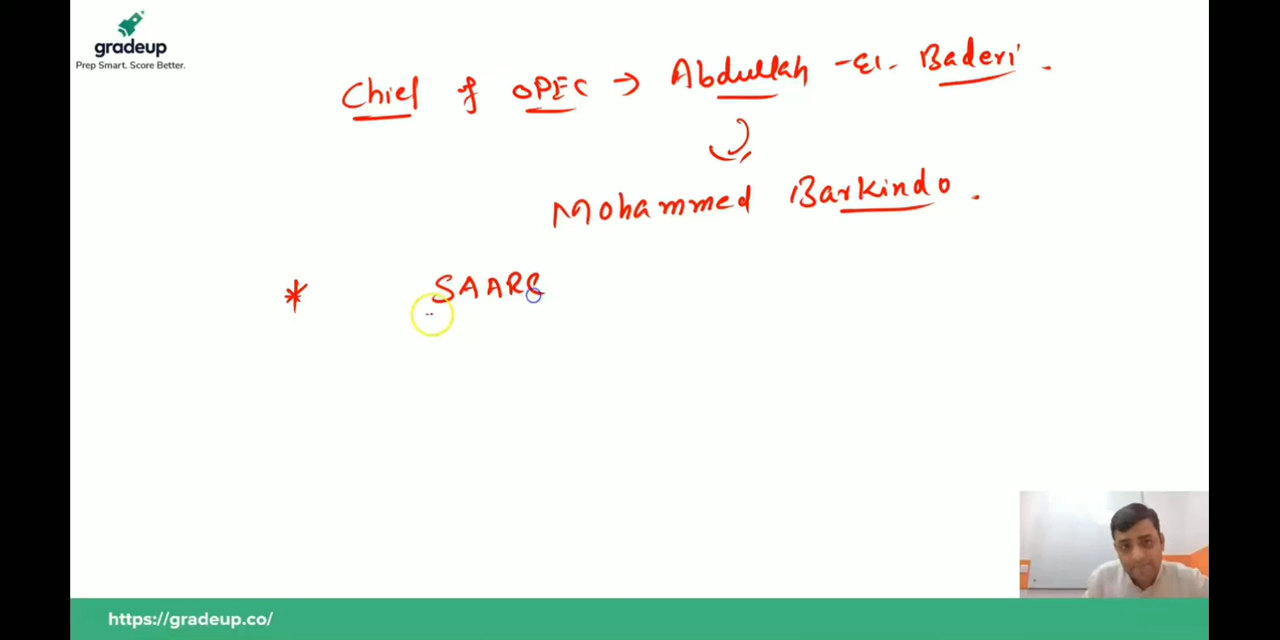 gradeup
Prep Smart. Score Better.
Chief of OPEC → Abdullah -El- Baderi.
Mohammed Barkindo.
* SAARC
https://gradeup.co/